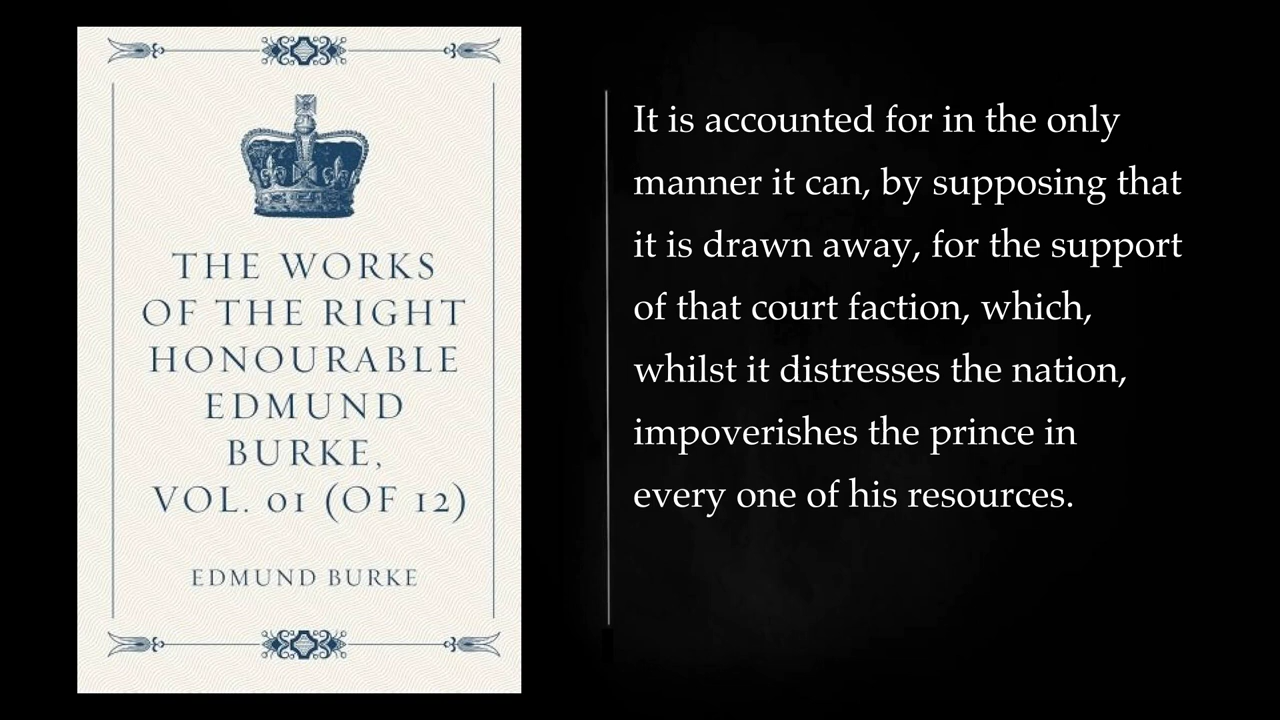 THE WORKS
OF THE RIGHT
HONOURABLE
EDMUND
BURKE,
VOL. 01 (OF 12)
EDMUND BURKE
It is accounted for in the only
manner it can, by supposing that
it is drawn away, for the support
of that court faction, which,
whilst it distresses the nation,
impoverishes the prince in
every one of his resources.